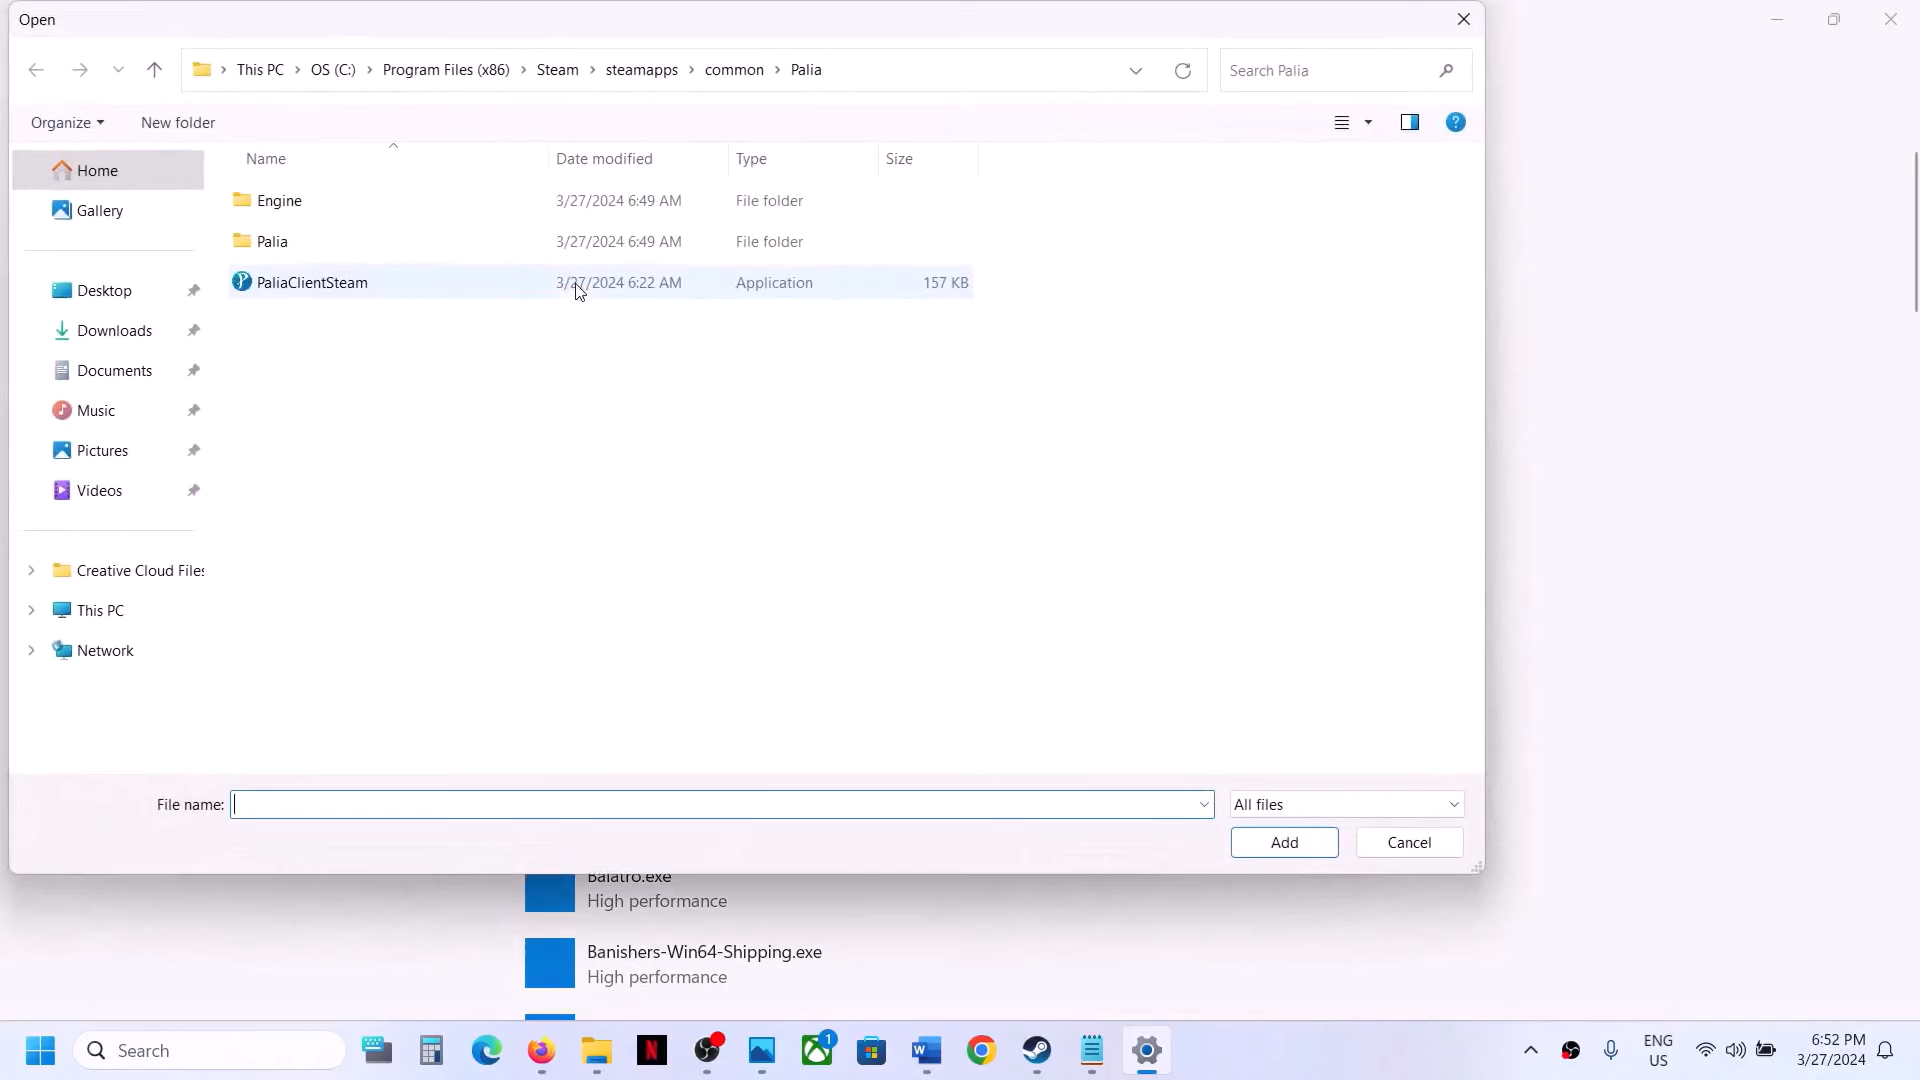 Open
This PC > OS (C:) > Program Files (x86) > Steam > steamapps > common > Palia
Search Palia
Organize
New folder
?
Name
Date modified
Type
Size
Home
Gallery
Desktop
Downloads
Documents
Music
Pictures
Videos
Creative Cloud Files
This PC
Network
Engine 3/27/2024 6:49 AM File folder
Palia 3/27/2024 6:49 AM File folder
PaliaClientSteam 3/27/2024 6:22 AM Application 157 KB
File name:
All files
Add
Cancel
Balatro.exe
High performance
Banishers-Win64-Shipping.exe
High performance
Search
1
ENG
US
6:52 PM
3/27/2024